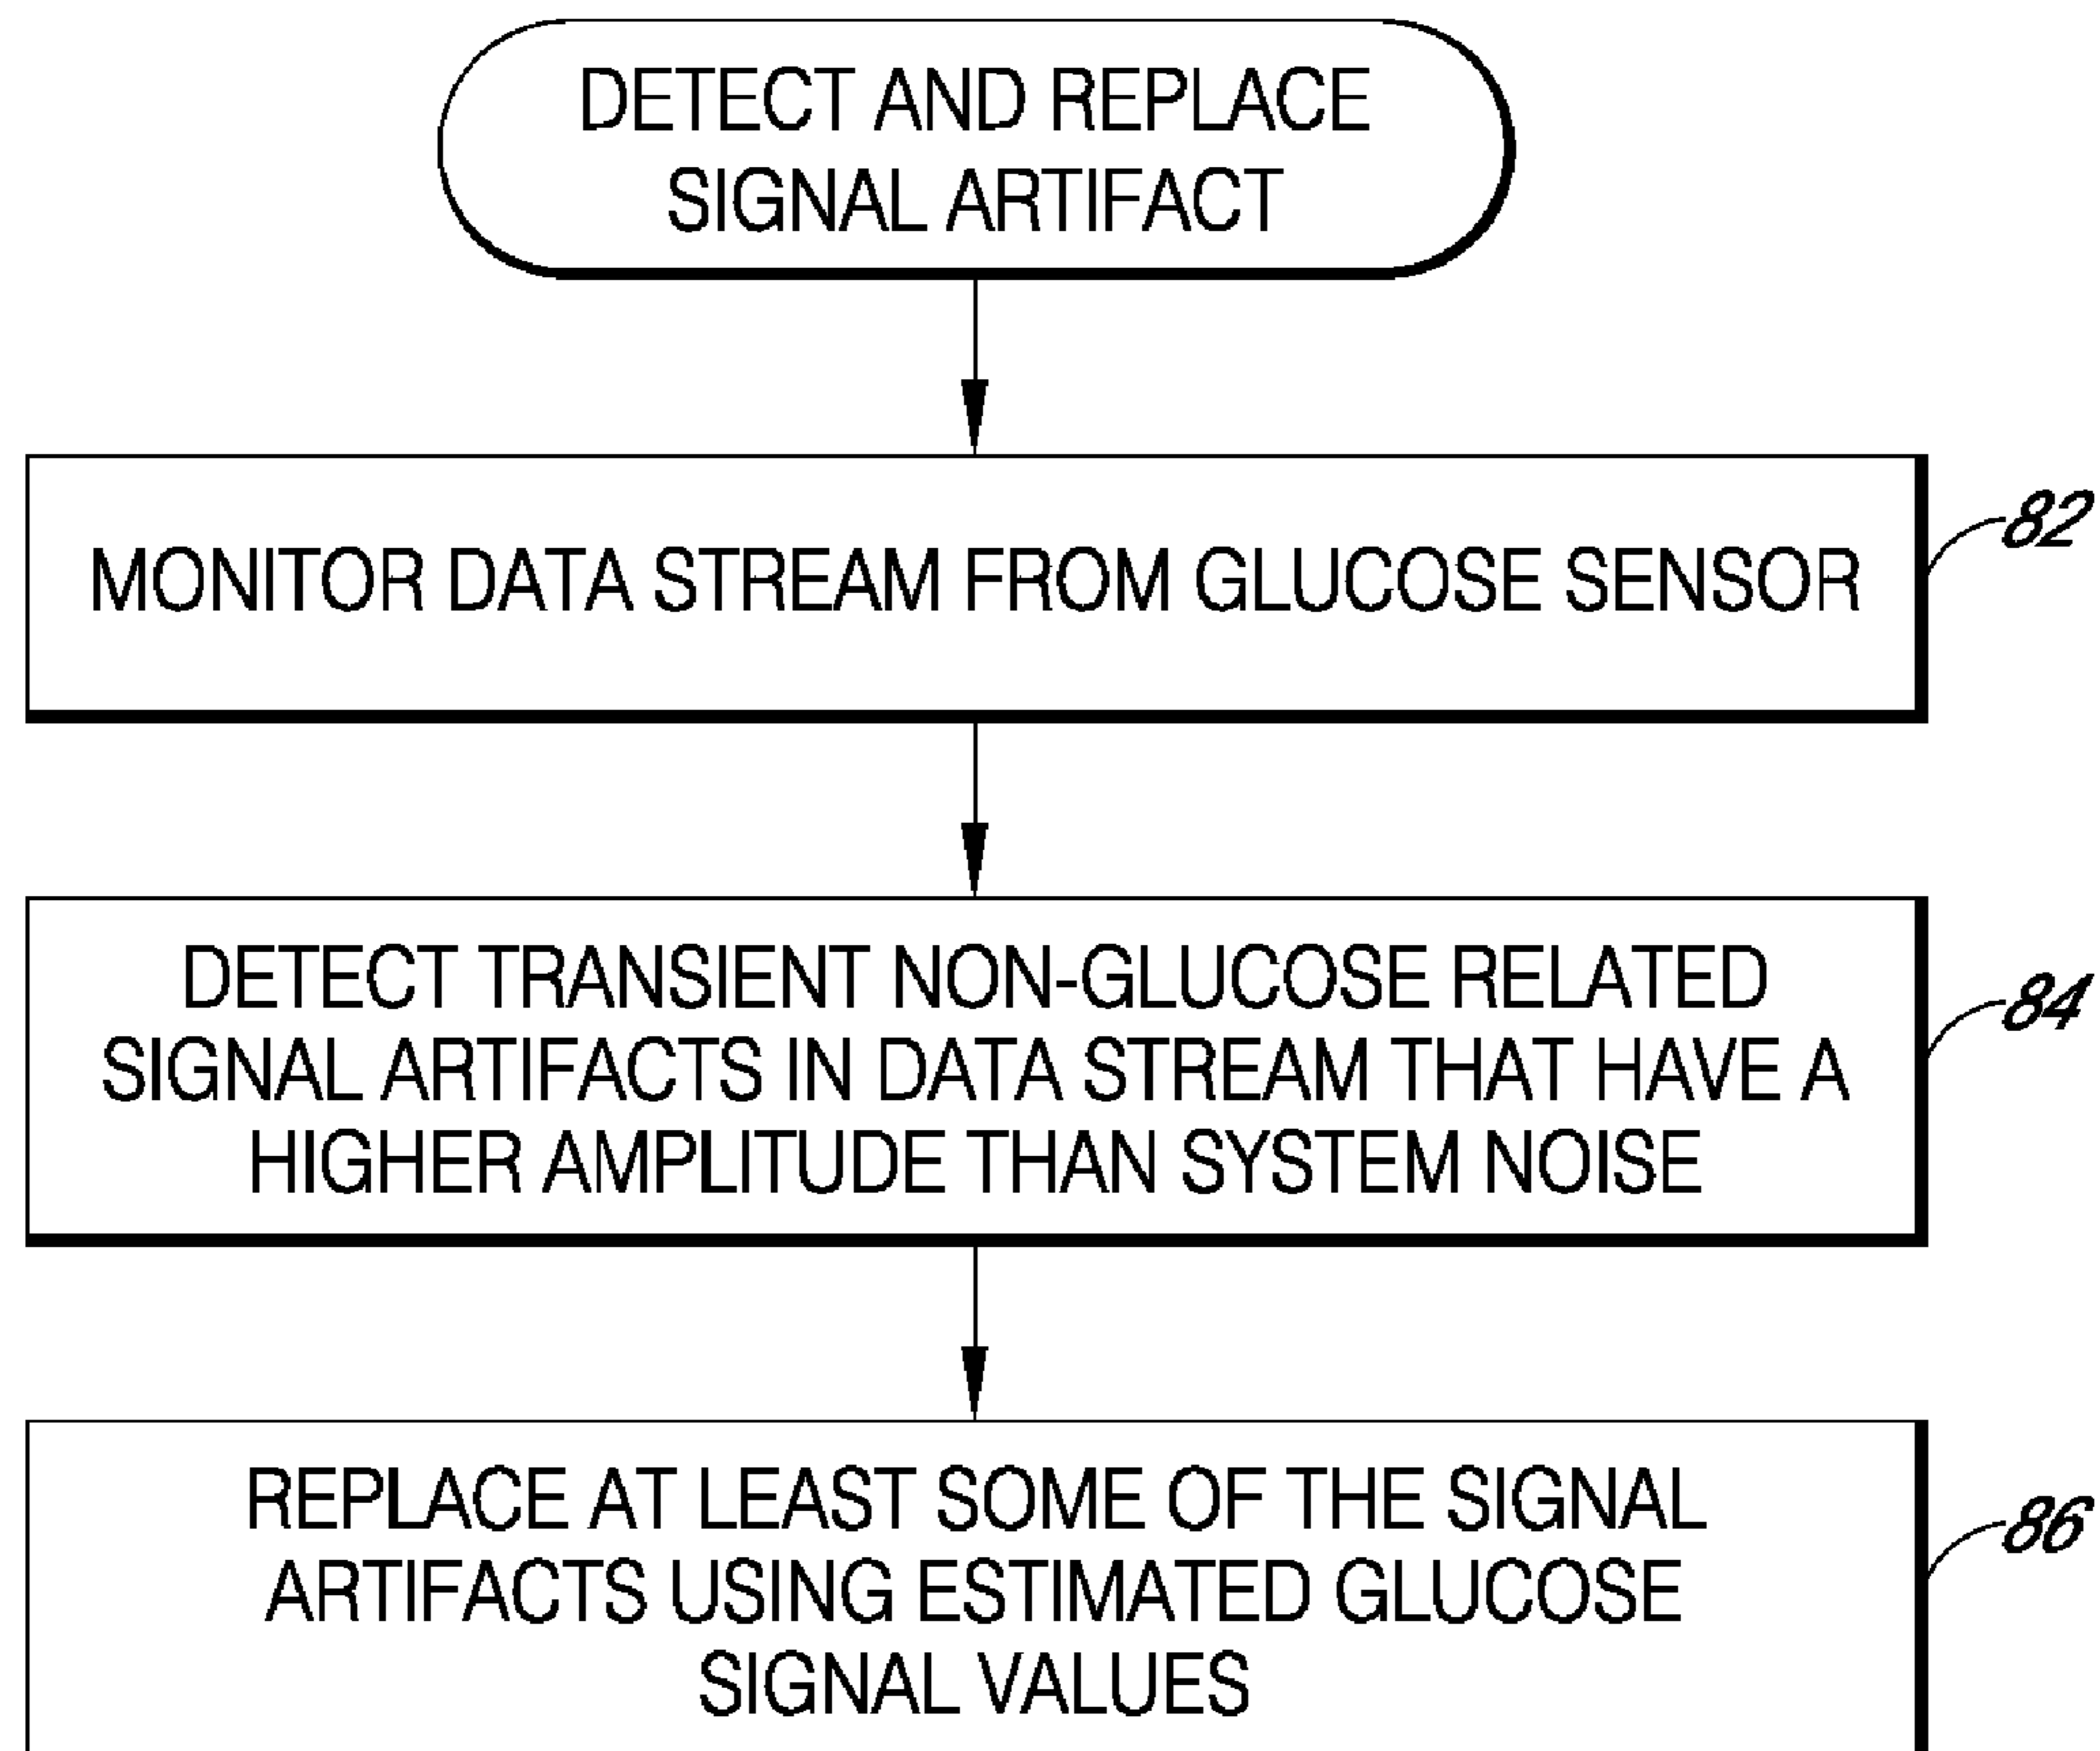 DETECT AND REPLACE
SIGNAL ARTIFACT
MONITOR DATA STREAM FROM GLUCOSE SENSOR
82
DETECT TRANSIENT NON-GLUCOSE RELATED
SIGNAL ARTIFACTS IN DATA STREAM THAT HAVE A
HIGHER AMPLITUDE THAN SYSTEM NOISE
84
REPLACE AT LEAST SOME OF THE SIGNAL
ARTIFACTS USING ESTIMATED GLUCOSE
SIGNAL VALUES
86